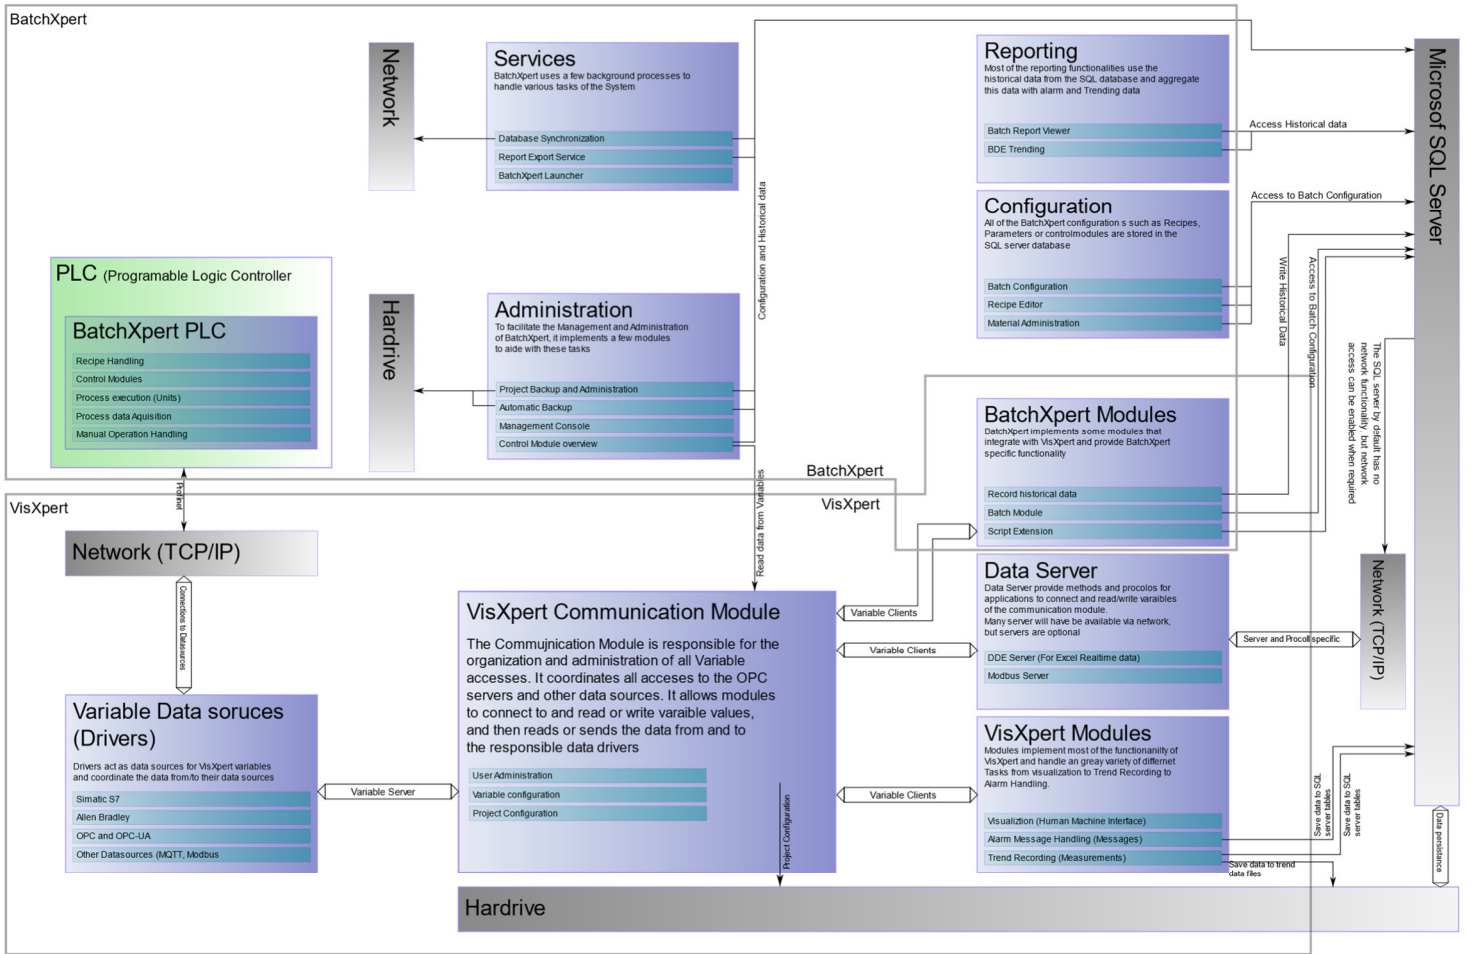 BatchXpert
Network
Services
BatchXpert uses a few background processes to
handle various tasks of the System
Database Synchronization
Report Export Service
BatchXpert Launcher
Reporting
Most of the reporting functionalities use the
historical data from the SQL database and aggregate
this data with alarm and Trending data
Batch Report Viewer
BDE Trending
Access Historical data
Microsof SQL Server
Configuration and Historical data
Configuration
All of the BatchXpert configuration s such as Recipes,
Parameters or controlmodules are stored in the
SQL server database
Batch Configuration
Recipe Editor
Material Administration
Access to Batch Configuration
Write Historical Data
Access to Batch Configuration
PLC (Programable Logic Controller
BatchXpert PLC
Recipe Handling
Control Modules
Process execution (Units)
Process data Aquisition
Manual Operation Handling
Hardrive
Administration
To facilitate the Management and Administration
of BatchXpert, it implements a few modules
to aide with these tasks
Project Backup and Administration
Automatic Backup
Management Console
Control Module overview
The SQL server by default has no
network functionality, but network
access can be enabled when required
BatchXpert Modules
BatchXpert implements some modules that
integrate with VisXpert and provide BatchXpert
specific functionality
Record historical data
Batch Module
Script Extension
BatchXpert
VisXpert
VisXpert
Profinet
Network (TCP/IP)
Connections to Datasources
Read data from Variables
VisXpert Communication Module
The Commujnication Module is responsible for the
organization and administration of all Variable
accesses. It coordinates all acceses to the OPC
servers and other data sources. It allows modules
to connect to and read or write varaible values,
and then reads or sends the data from and to
the responsible data drivers
User Administration
Variable configuration
Project Configuration
Project Configuration
Variable Clients
Variable Clients
Variable Clients
Data Server
Data Server provide methods and procolos for
applications to connect and read/write varaibles
of the communication module.
Many server will have be available via network,
but servers are optional
DDE Server (For Excel Realtime data)
Modbus Server
Server and Procoll specific
Network (TCP/IP)
Variable Data soruces
(Drivers)
Drivers act as data sources for VisXpert variables
and coordinate the data from/to their data sources
Simatic S7
Allen Bradley
OPC and OPC-UA
Other Datasources (MQTT, Modbus
Variable Server
VisXpert Modules
Modules implement most of the functionanilty of
VisXpert and handle an greay variety of differnet
Tasks from visualization to Trend Recording to
Alarm Handling.
Visualiztion (Human Machine Interface)
Alarm Message Handling (Messages)
Trend Recording (Measurements)
Save data to SQL
server tables
Save data to SQL
server tables
Save data to trend
data files
Data persistance
Hardrive